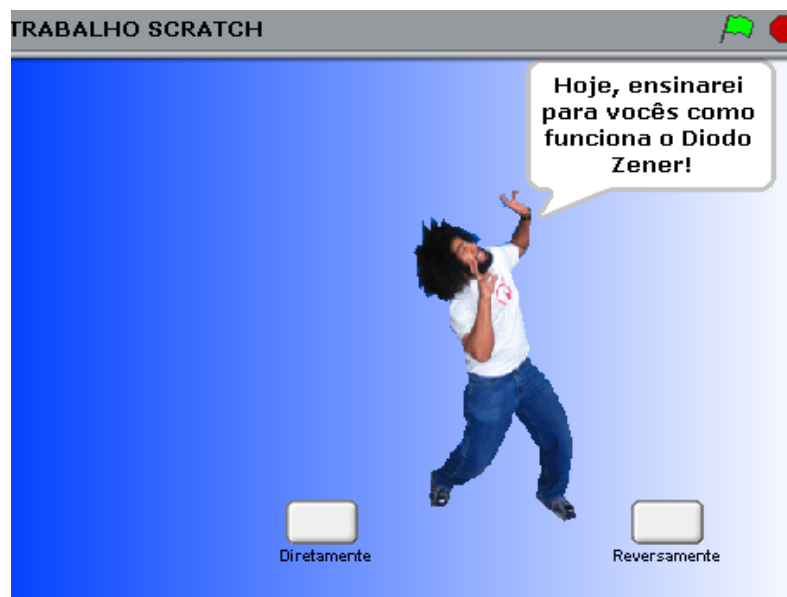 TRABALHO SCRATCH
Hoje, ensinarei
para vocês como
funciona o Diodo
Zener!
Diretamente
Reversamente